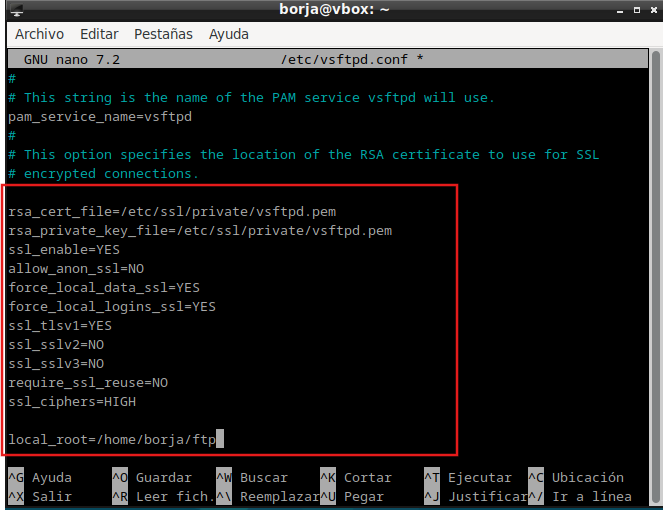 borja@vbox: ~
Archivo Editar Pestañas Ayuda
GNU nano 7.2 /etc/vsftpd.conf *
#
# This string is the name of the PAM service vsftpd will use.
pam_service_name=vsftpd
#
# This option specifies the location of the RSA certificate to use for SSL
# encrypted connections.
rsa_cert_file=/etc/ssl/private/vsftpd.pem
rsa_private_key_file=/etc/ssl/private/vsftpd.pem
ssl_enable=YES
allow_anon_ssl=NO
force_local_data_ssl=YES
force_local_logins_ssl=YES
ssl_tlsv1=YES
ssl_sslv2=NO
ssl_sslv3=NO
require_ssl_reuse=NO
ssl_ciphers=HIGH
local_root=/home/borja/ftp
^G Ayuda ^O Guardar ^W Buscar ^K Cortar ^T Ejecutar ^C Ubicación
^X Salir ^R Leer fich. ^\ Reemplazar ^U Pegar ^J Justificar ^/ Ir a línea